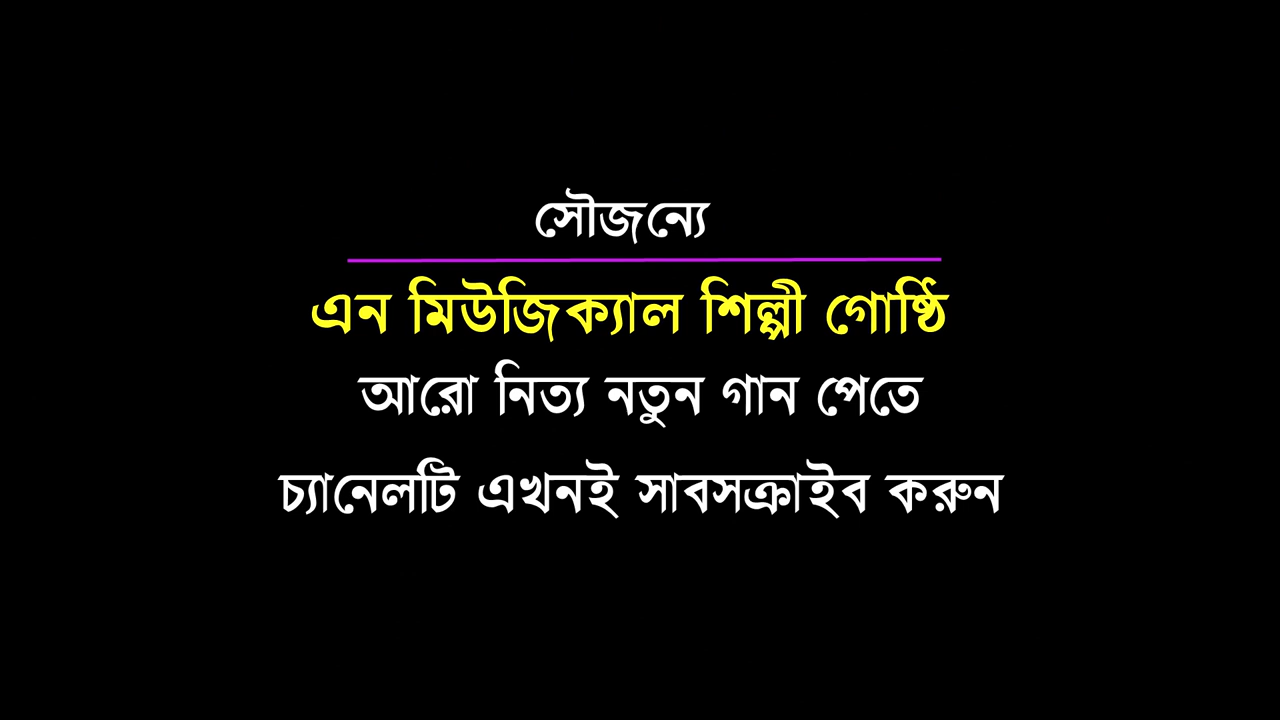 সৌজন্যে
এন মিউজিক্যাল শিল্পী গোষ্ঠি
আরো নিত্য নতুন গান পেতে
চ্যানেলটি এখনই সাবসক্রাইব করুন